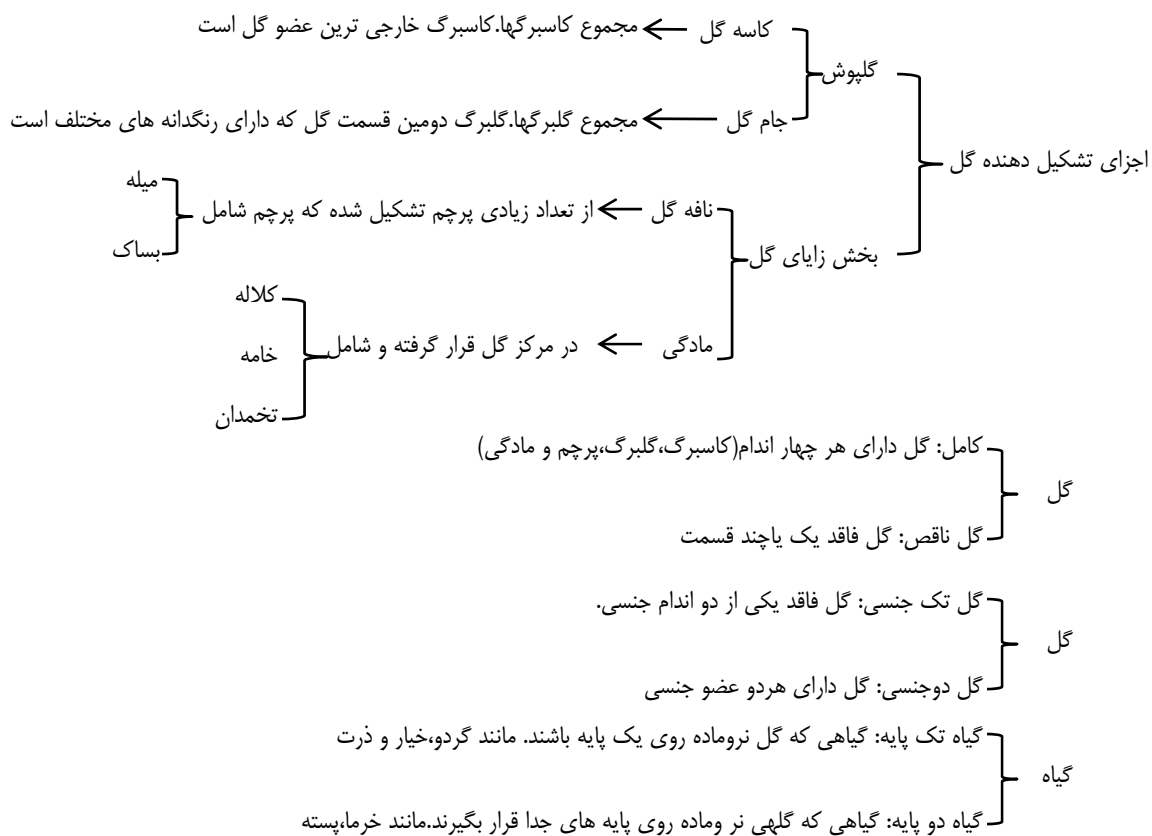 کاسه گل ← مجموع کاسبرگها.کاسبرگ خارجی ترین عضو گل است
گلپوش
جام گل ← مجموع گلبرگها.گلبرگ دومین قسمت گل که دارای رنگدانه های مختلف است
اجزای تشکیل دهنده گل
میله
نافه گل ← از تعداد زیادی پرچم تشکیل شده که پرچم شامل
بساک
بخش زایای گل
کلاله
مادگی ← در مرکز گل قرار گرفته و شامل
خامه
تخمدان
کامل: گل دارای هر چهار اندام(کاسبرگ،گلبرگ،پرچم و مادگی)
گل
گل ناقص: گل فاقد یک یاچند قسمت
گل تک جنسی: گل فاقد یکی از دو اندام جنسی.
گل
گل دوجنسی: گل دارای هردو عضو جنسی
گیاه تک پایه: گیاهی که گل نروماده روی یک پایه باشند. مانند گردو،خیار و ذرت
گیاه
گیاه دو پایه: گیاهی که گلهی نر وماده روی پایه های جدا قرار بگیرند.مانند خرما،پسته